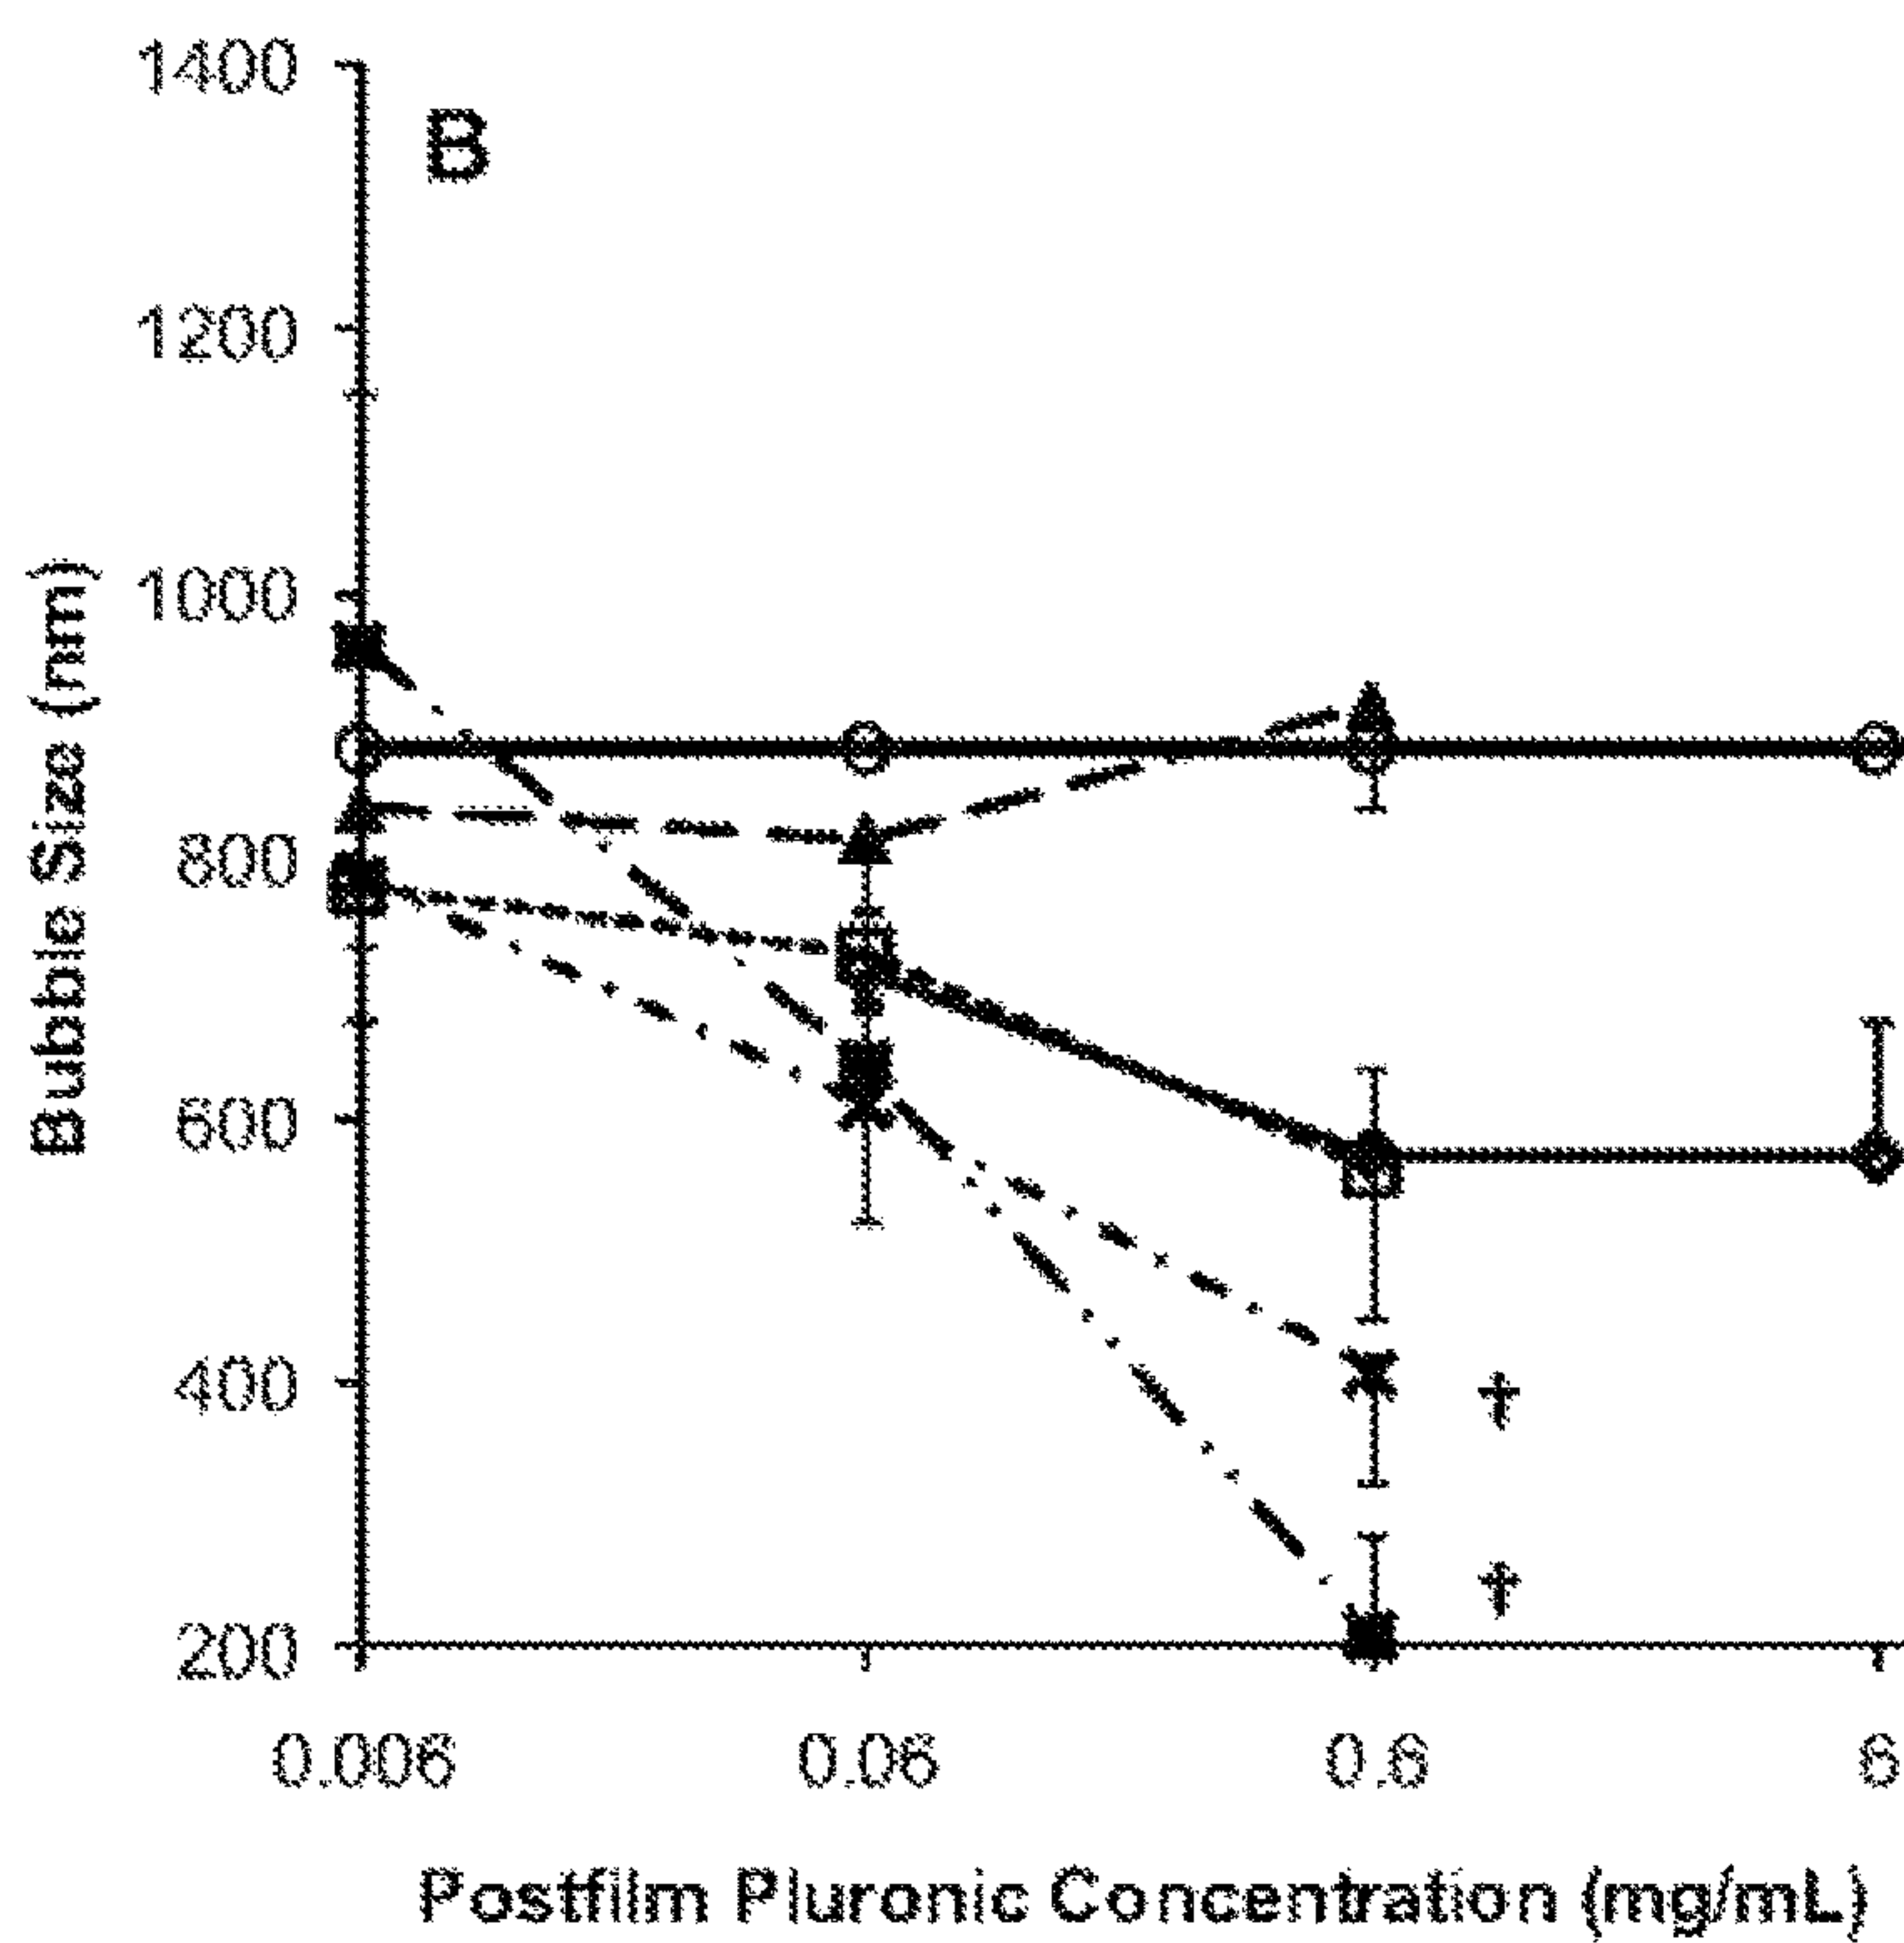 B
1400
1200
1000
800
600
400
200
Bubble Size (nm)
†
†
0.006 0.06 0.6 6
Postfilm Pluronic Concentration (mg/mL)